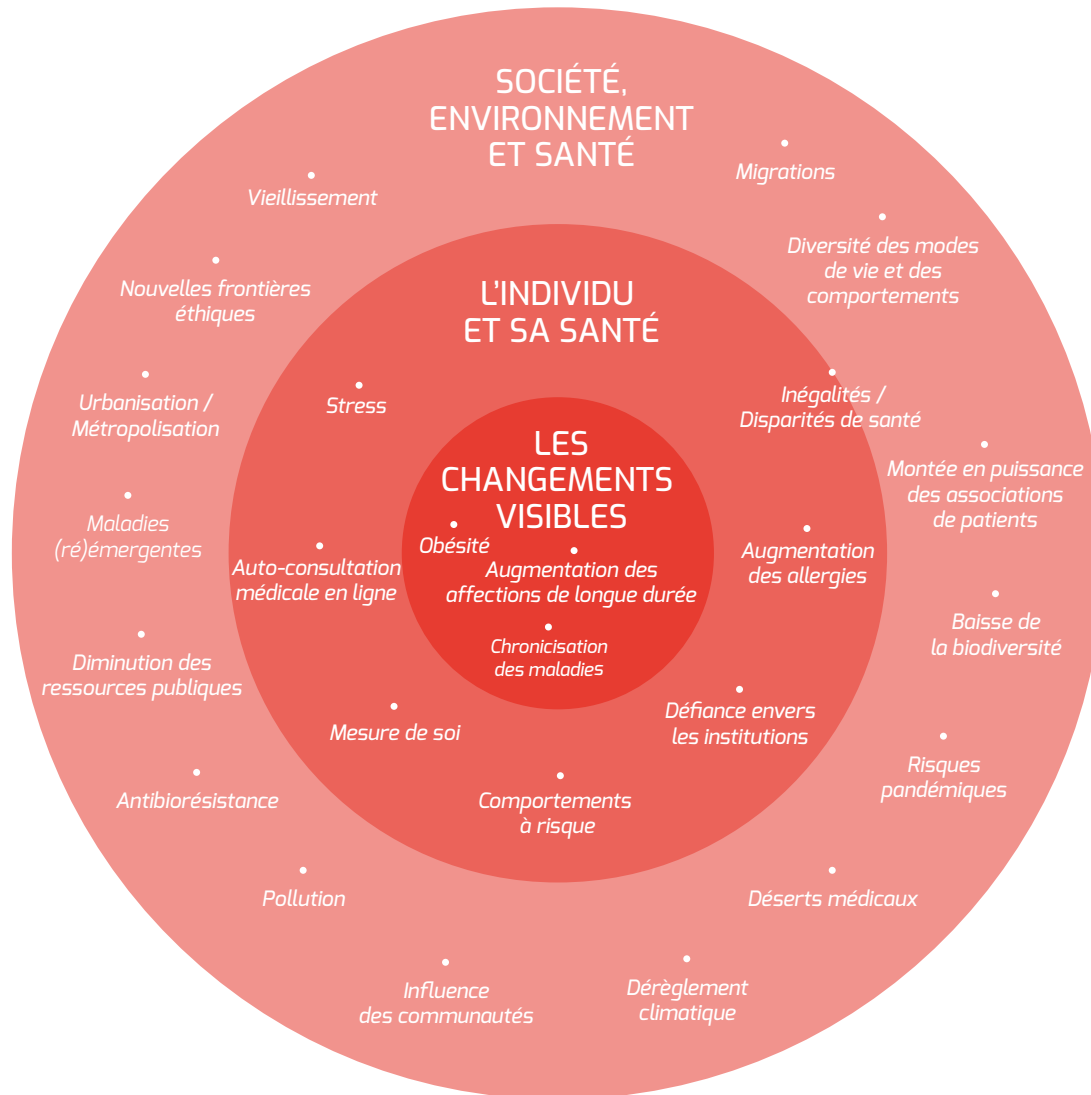 SOCIÉTÉ,
ENVIRONNEMENT
ET SANTÉ
Migrations
Vieillissement
Diversité des modes
de vie et des
comportements
Nouvelles frontières
éthiques
L'INDIVIDU
ET SA SANTÉ
Urbanisation /
Métropolisation
Stress
Inégalités /
Disparités de santé
LES
CHANGEMENTS
VISIBLES
Montée en puissance
des associations
de patients
Maladies
(ré)émergentes
Auto-consultation
médicale en ligne
Obésité
Augmentation des
affections de longue durée
Augmentation
des allergies
Chronicisation
des maladies
Baisse de
la biodiversité
Diminution des
ressources publiques
Mesure de soi
Défiance envers
les institutions
Risques
pandémiques
Antibiorésistance
Comportements
à risque
Pollution
Déserts médicaux
Influence
des communautés
Dérèglement
climatique